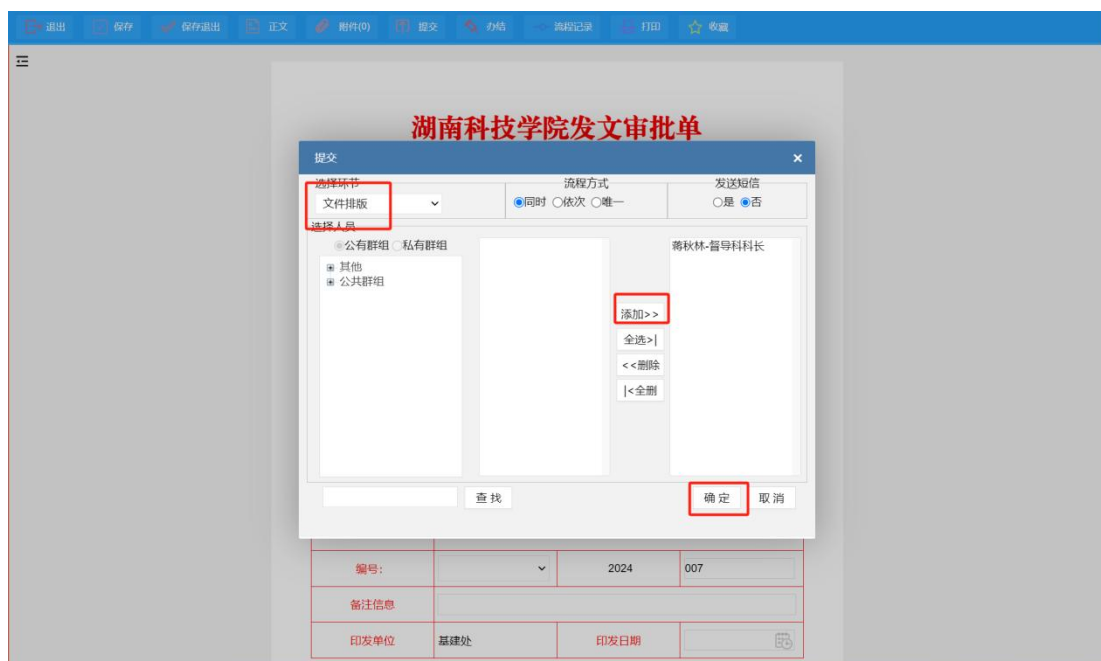 退出 保存 保存退出 正文 附件(0) 提交 办结 流程记录 打印 收藏
湖南科技学院发文审批单
提交 ×
选择环节 流程方式 发送短信
文件排版 同时 依次 唯一 是 否
选择人员
公有群组 私有群组 蒋秋林-督导科科长
其他
公共群组
添加>>
全选>|
<<删除
|<全删
查找 确定 取消
编号: 2024 007
备注信息
印发单位 基建处 印发日期